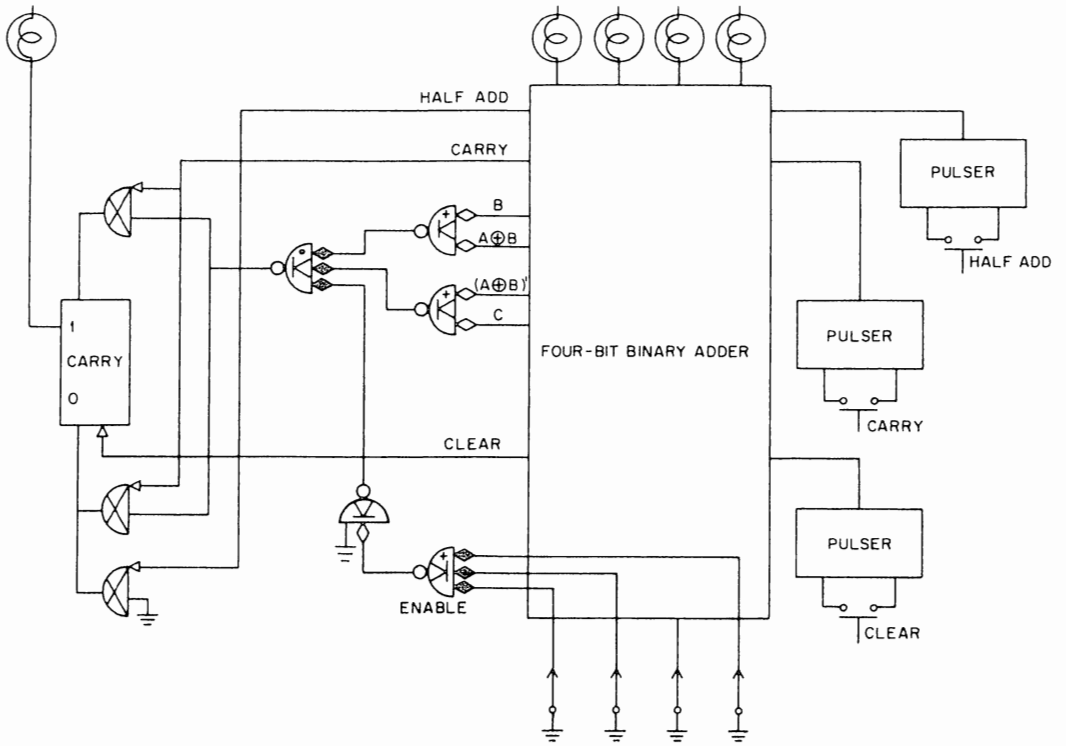 HALF ADD
CARRY
PULSER
B
A⊕B
HALF ADD
(A⊕B)'
C
1
CARRY
0
FOUR-BIT BINARY ADDER
PULSER
CARRY
CLEAR
PULSER
ENABLE
CLEAR